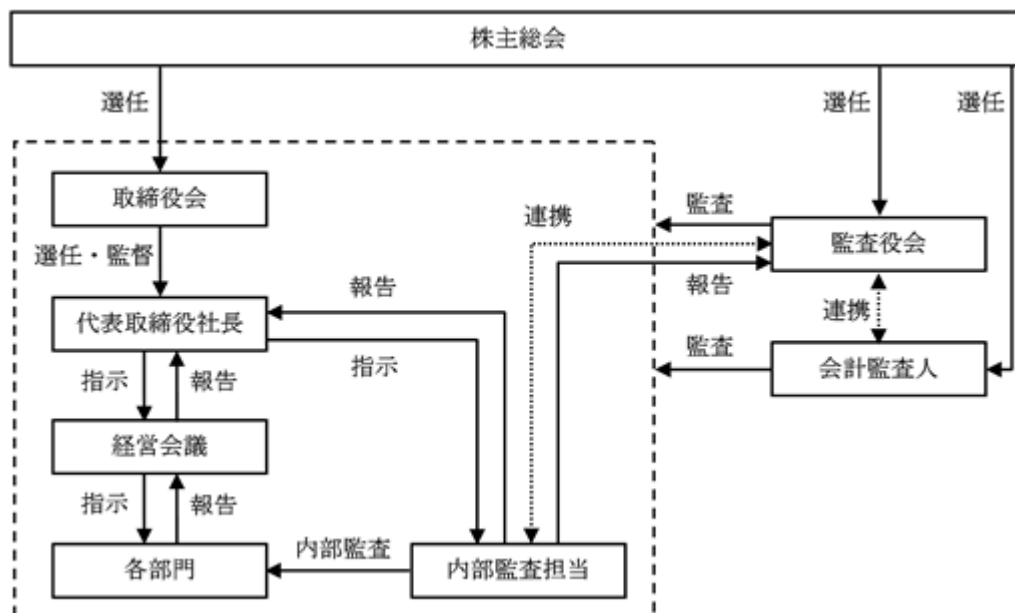 株主総会
選任
選任
選任
取締役会
監査
連携
監査役会
選任・監督
報告
報告
連携
代表取締役社長
監査
会計監査人
指示
指示
報告
経営会議
指示
報告
内部監査
各部門
内部監査担当